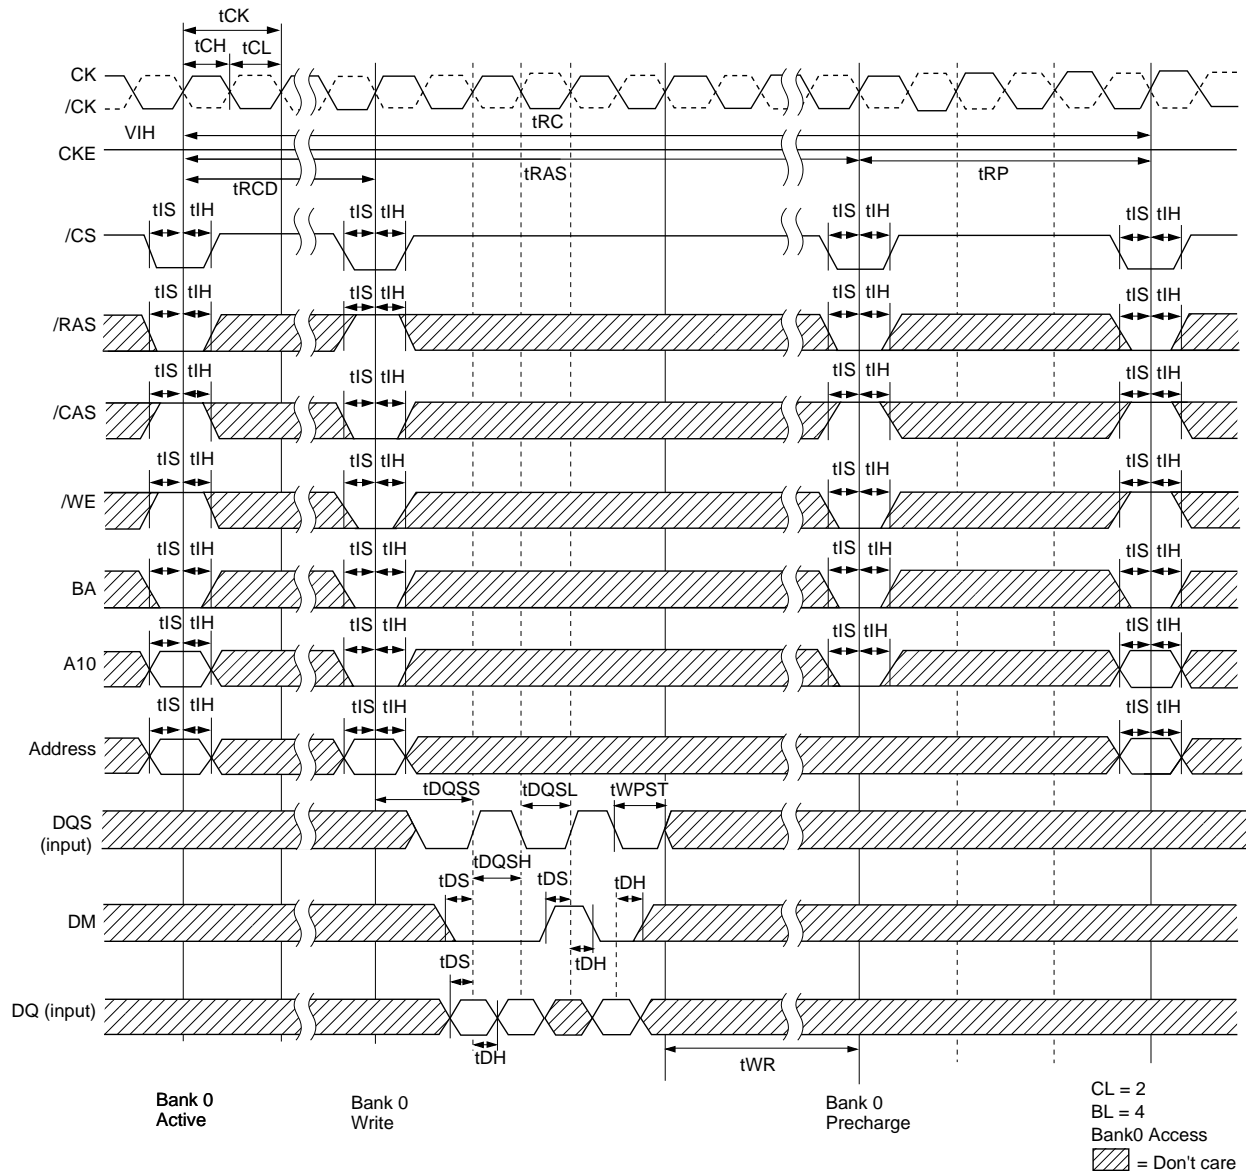 tCK
tCH tCL
CK
/CK
tRC
VIH
CKE
tRAS
tRP
tRCD
tIS tIH tIS tIH tIS tIH tIS tIH
/CS
tIS tIH tIS tIH tIS tIH tIS tIH
/RAS
tIS tIH tIS tIH tIS tIH tIS tIH
/CAS
tIS tIH tIS tIH tIS tIH tIS tIH
/WE
tIS tIH tIS tIH tIS tIH tIS tIH
BA
tIS tIH tIS tIH tIS tIH tIS tIH
A10
tIS tIH tIS tIH tIS tIH
Address
tDQSS tDQSL tWPST
DQS
(input)
tDQSH
tDS tDS tDH
DM
tDS tDH
DQ (input)
tDH
tWR
Bank 0
Active
Bank 0
Write
Bank 0
Precharge
CL = 2
BL = 4
Bank0 Access
= Don't care